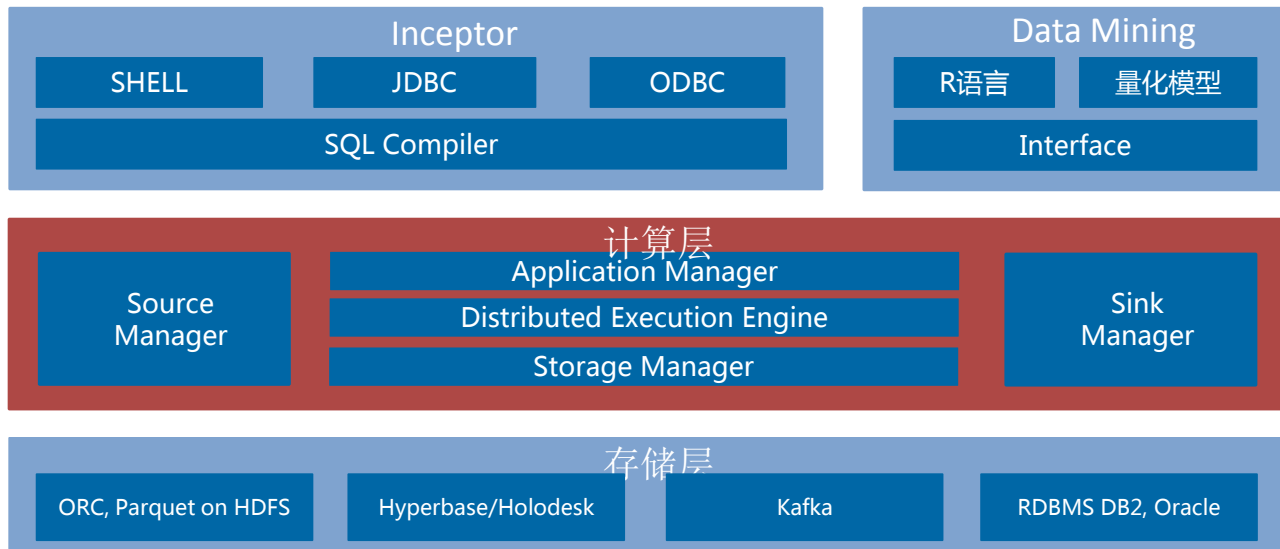 Inceptor
SHELL
JDBC
ODBC
SQL Compiler
Data Mining
R语言
量化模型
Interface
计算层
Source
Manager
Application Manager
Distributed Execution Engine
Storage Manager
Sink
Manager
存储层
ORC, Parquet on HDFS
Hyperbase/Holodesk
Kafka
RDBMS DB2, Oracle